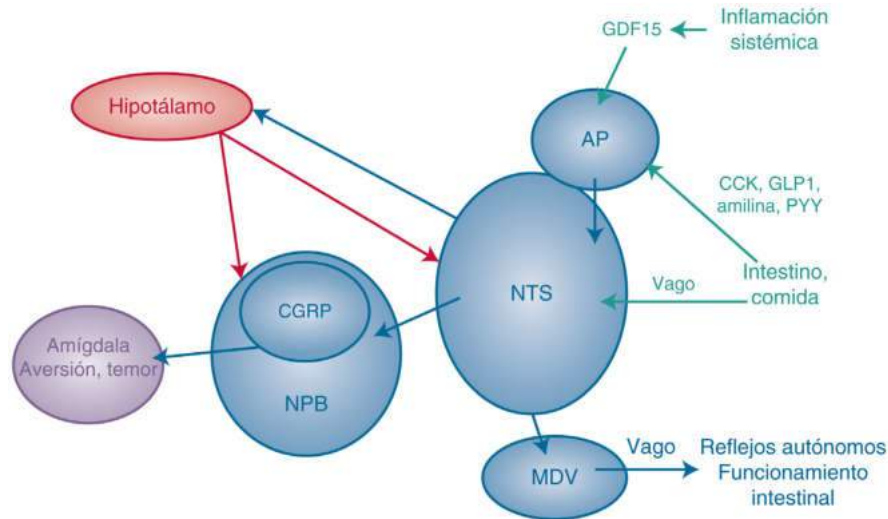 GDF15
Inflamación
sistémica
Hipotálamo
AP
CCK, GLP1,
amilina, PYY
NTS
Vago
Intestino,
comida
CGRP
NPB
Amígdala
Aversión, temor
MDV
Vago
Reflejos autónomos
Funcionamiento
intestinal